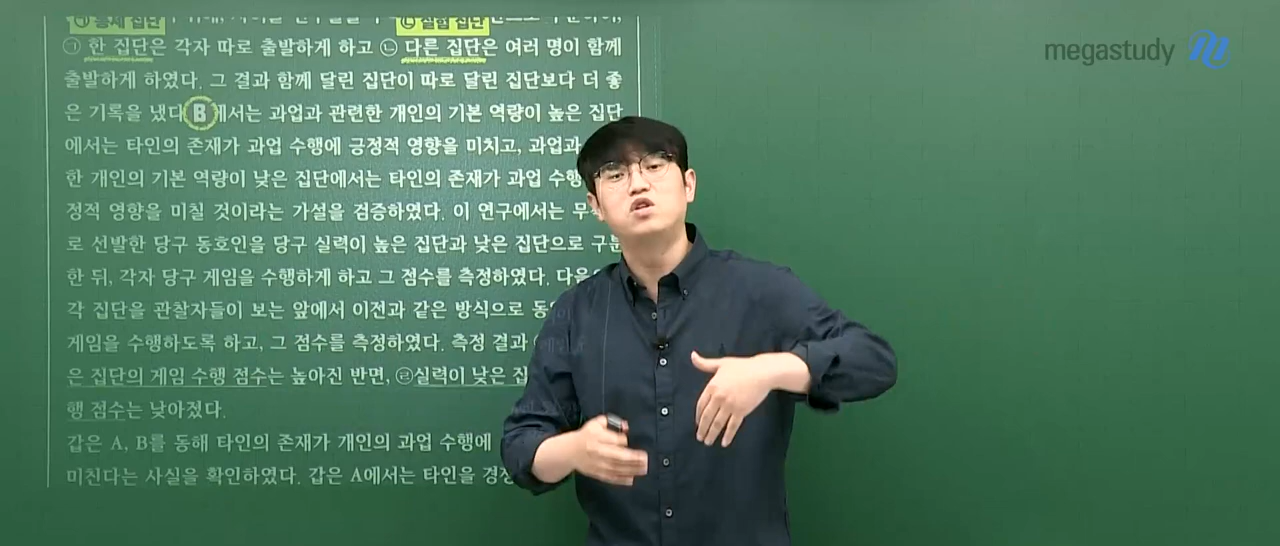 ㉠ 통제 집단 ㉡ 실험 집단
㉠ 한 집단은 각자 따로 출발하게 하고 ㉡ 다른 집단은 여러 명이 함께
출발하게 하였다. 그 결과 함께 달린 집단이 따로 달린 집단보다 더 좋
은 기록을 냈다. B에서는 과업과 관련한 개인의 기본 역량이 높은 집단
에서는 타인의 존재가 과업 수행에 긍정적 영향을 미치고, 과업과
한 개인의 기본 역량이 낮은 집단에서는 타인의 존재가 과업 수행
정적 영향을 미칠 것이라는 가설을 검증하였다. 이 연구에서는 무
로 선발한 당구 동호인을 당구 실력이 높은 집단과 낮은 집단으로 구분
한 뒤, 각자 당구 게임을 수행하게 하고 그 점수를 측정하였다. 다음
각 집단을 관찰자들이 보는 앞에서 이전과 같은 방식으로 동
게임을 수행하도록 하고, 그 점수를 측정하였다. 측정 결과
은 집단의 게임 수행 점수는 높아진 반면, ㉣실력이 낮은 집
행 점수는 낮아졌다.
갑은 A, B를 통해 타인의 존재가 개인의 과업 수행에
미친다는 사실을 확인하였다. 갑은 A에서는 타인을 경쟁
megastudy